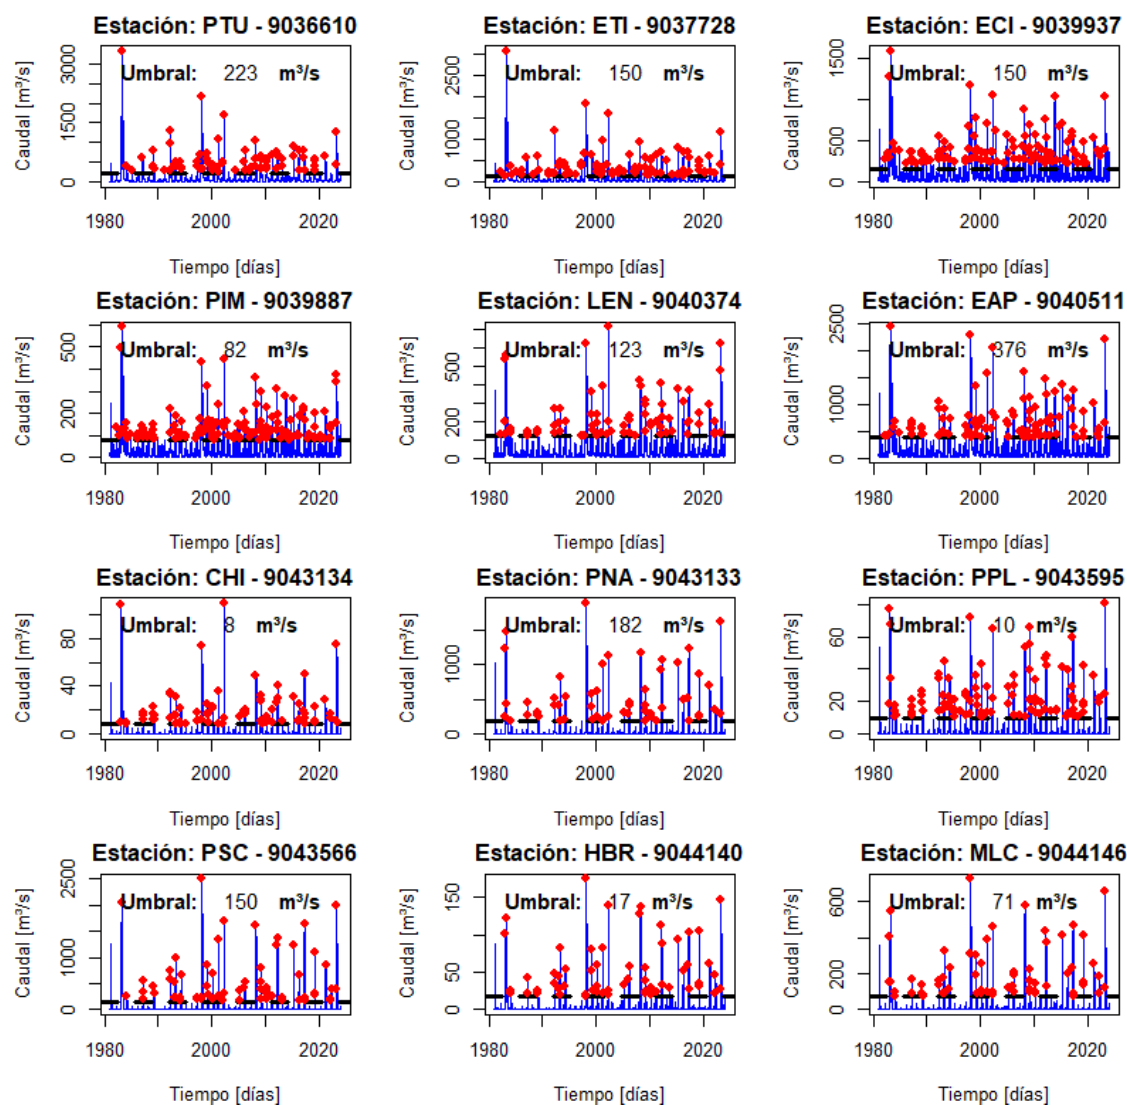 Estación: PTU - 9036610
Estación: ETI - 9037728
Estación: ECI - 9039937
Caudal [m³/s]
0 1500 3000
Umbral: 223 m³/s
1980 2000 2020
Tiempo [días]
Caudal [m³/s]
0 1000 2500
Umbral: 150 m³/s
1980 2000 2020
Tiempo [días]
Caudal [m³/s]
0 500 1500
Umbral: 150 m³/s
1980 2000 2020
Tiempo [días]
Estación: PIM - 9039887
Estación: LEN - 9040374
Estación: EAP - 9040511
Caudal [m³/s]
0 200 500
Umbral: 82 m³/s
1980 2000 2020
Tiempo [días]
Caudal [m³/s]
0 200 500
Umbral: 123 m³/s
1980 2000 2020
Tiempo [días]
Caudal [m³/s]
0 1000 2500
Umbral: 376 m³/s
1980 2000 2020
Tiempo [días]
Estación: CHI - 9043134
Estación: PNA - 9043133
Estación: PPL - 9043595
Caudal [m³/s]
0 40 80
Umbral: 8 m³/s
1980 2000 2020
Tiempo [días]
Caudal [m³/s]
0 1000
Umbral: 182 m³/s
1980 2000 2020
Tiempo [días]
Caudal [m³/s]
0 20 60
Umbral: 10 m³/s
1980 2000 2020
Tiempo [días]
Estación: PSC - 9043566
Estación: HBR - 9044140
Estación: MLC - 9044146
Caudal [m³/s]
0 1000 2500
Umbral: 150 m³/s
1980 2000 2020
Tiempo [días]
Caudal [m³/s]
0 50 150
Umbral: 17 m³/s
1980 2000 2020
Tiempo [días]
Caudal [m³/s]
0 200 600
Umbral: 71 m³/s
1980 2000 2020
Tiempo [días]